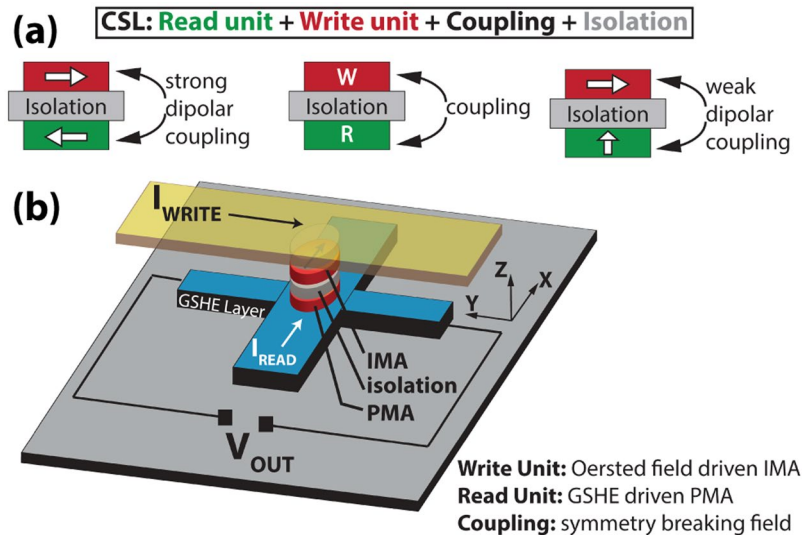 (a)
CSL: Read unit + Write unit + Coupling + Isolation
Isolation
strong
dipolar
coupling
W
Isolation
R
coupling
Isolation
weak
dipolar
coupling
(b)
IWRITE
GSHE Layer
IREAD
Z
X
Y
IMA
isolation
PMA
VOUT
Write Unit: Oersted field driven IMA
Read Unit: GSHE driven PMA
Coupling: symmetry breaking field